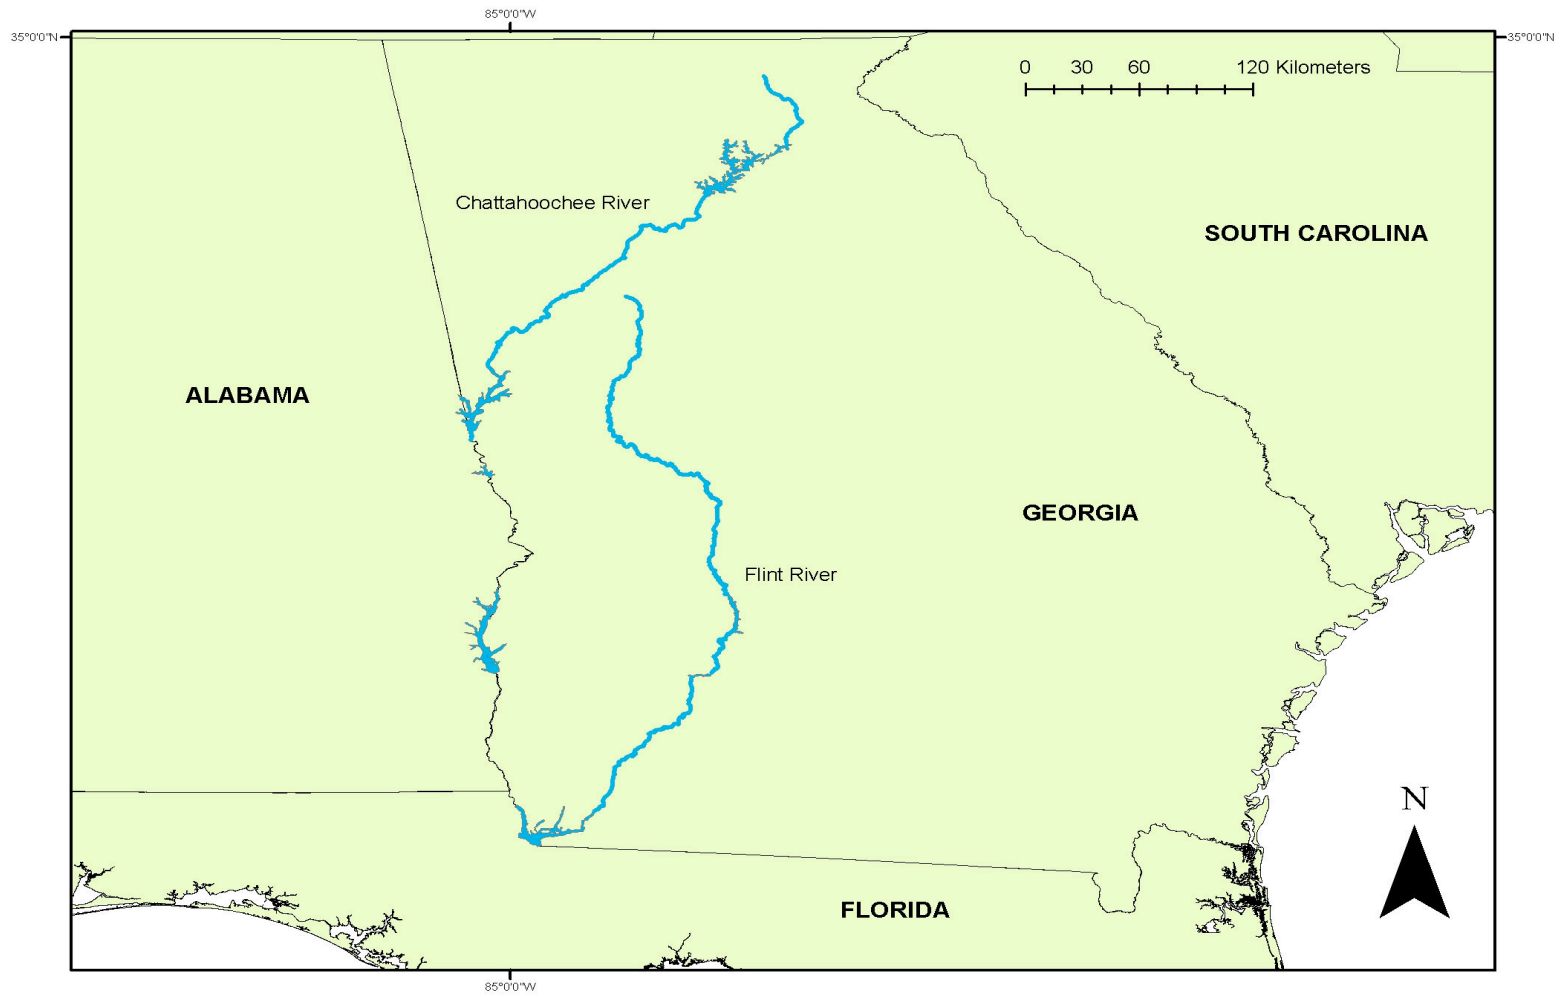 85°0'0"W
35°0'0"N
35°0'0"N
0 30 60 120 Kilometers
Chattahoochee River
SOUTH CAROLINA
ALABAMA
GEORGIA
Flint River
N
FLORIDA
85°0'0"W